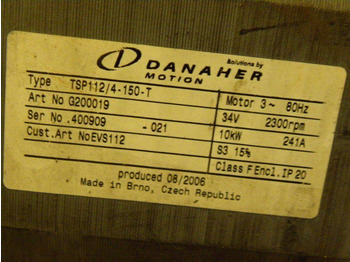 Solutions by
DANAHER
MOTION
Type TSP112/4-150-T
Art No G200019
Ser No .400909 -021
Cust.Art No EVS112
Motor 3~ 80Hz
34V 2300rpm
10kW 241A
S3 15%
Class F Encl.IP 20
produced 08/2006
Made in Brno, Czech Republic